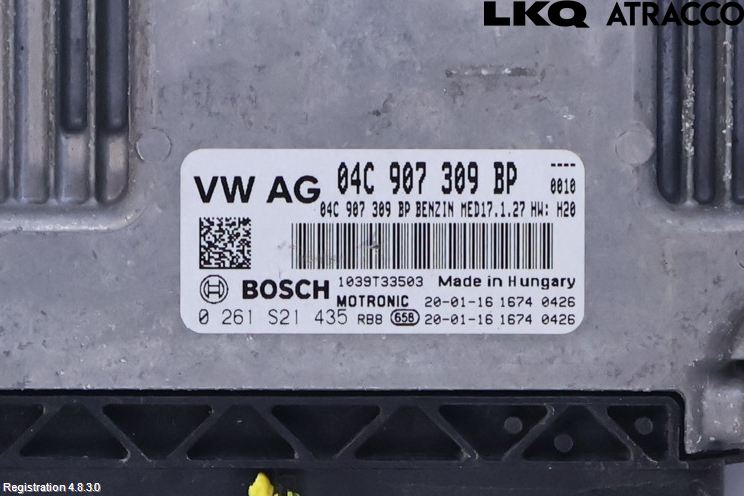 LKQ ATRACCO
VW AG 04C 907 309 BP ----
0010
04C 907 309 BP BENZIN MED17.1.27 HW: H20
1039T33503 Made in Hungary
BOSCH MOTRONIC 20-01-16 1674 0426
0 261 S21 435 RBB 658 20-01-16 1674 0426
Registration 4.8.3.0